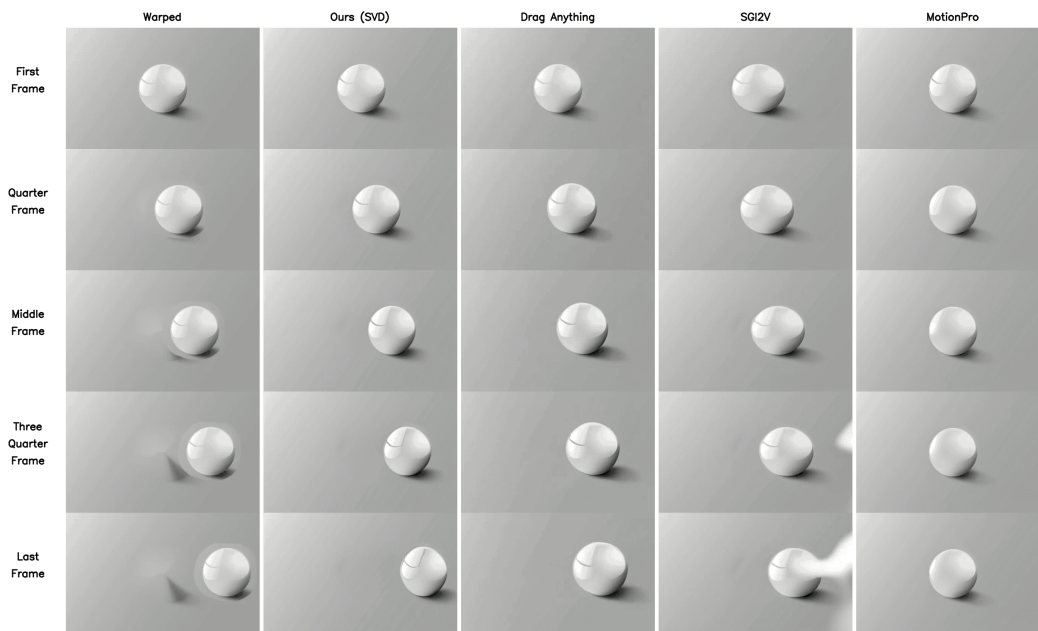 Warped
Ours (SVD)
Drag Anything
SGI2V
MotionPro
First
Frame
Quarter
Frame
Middle
Frame
Three
Quarter
Frame
Last
Frame